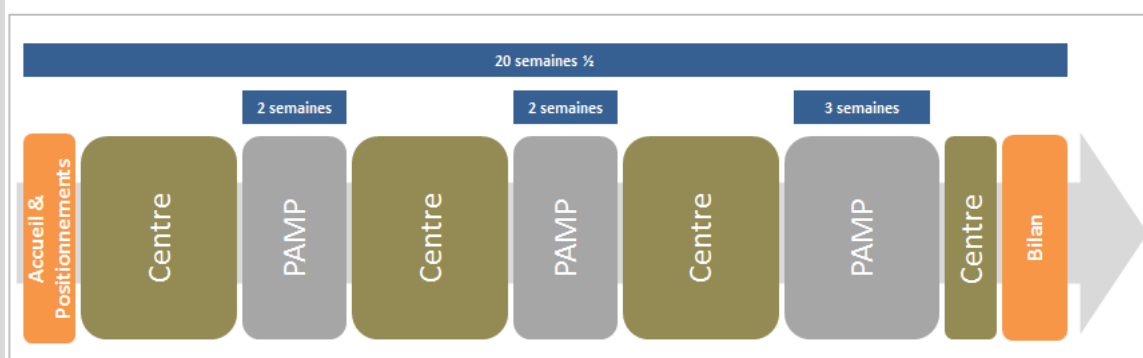 20 semaines ½
2 semaines
2 semaines
3 semaines
Accueil &
Positionnements
Centre
PAMP
Centre
PAMP
Centre
PAMP
Centre
Bilan